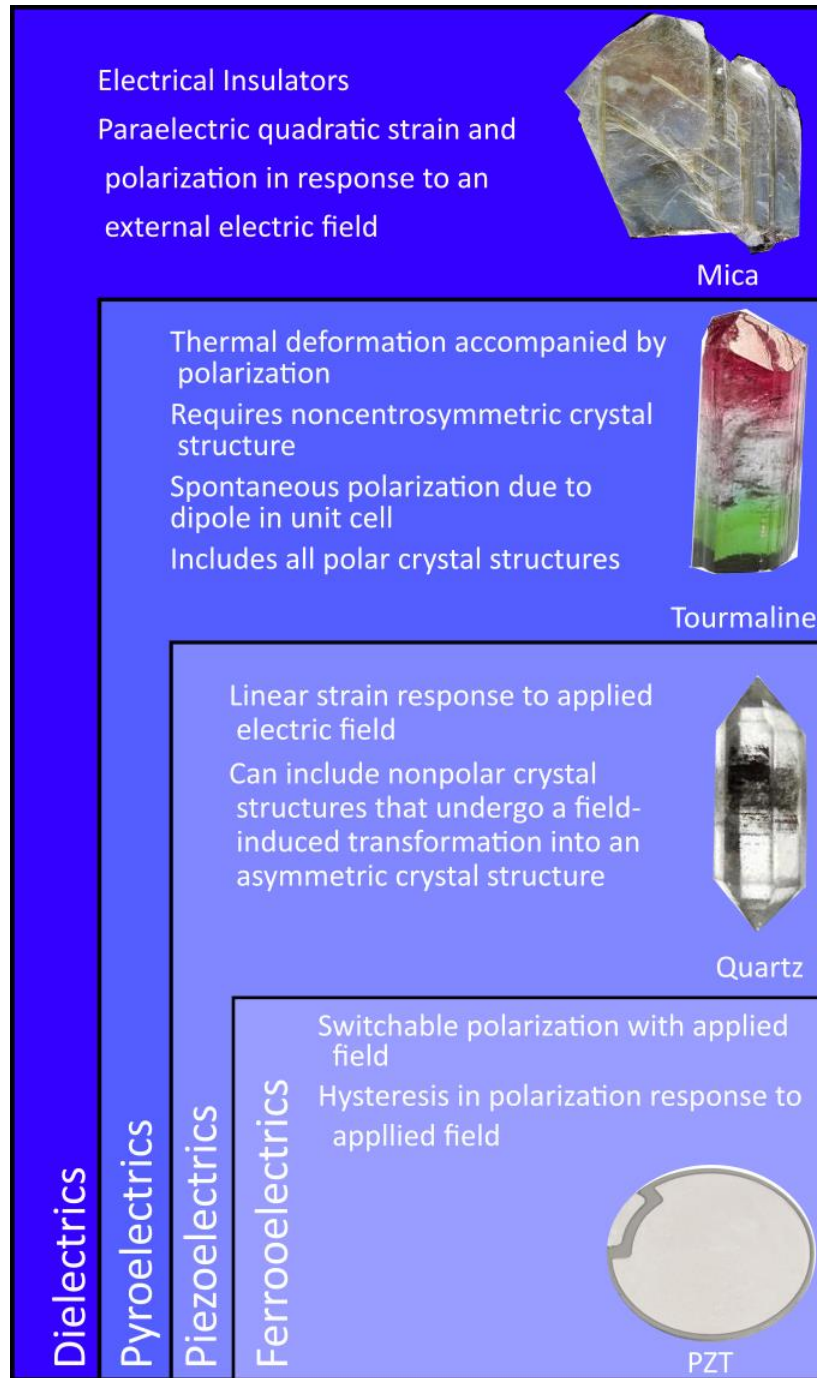 Electrical Insulators
Paraelectric quadratic strain and
polarization in response to an
external electric field
Mica
Thermal deformation accompanied by
polarization
Requires noncentrosymmetric crystal
structure
Spontaneous polarization due to
dipole in unit cell
Includes all polar crystal structures
Tourmaline
Linear strain response to applied
electric field
Can include nonpolar crystal
structures that undergo a field-
induced transformation into an
asymmetric crystal structure
Quartz
Switchable polarization with applied
field
Hysteresis in polarization response to
appllied field
PZT
Dielectrics
Pyroelectrics
Piezoelectrics
Ferrooelectrics